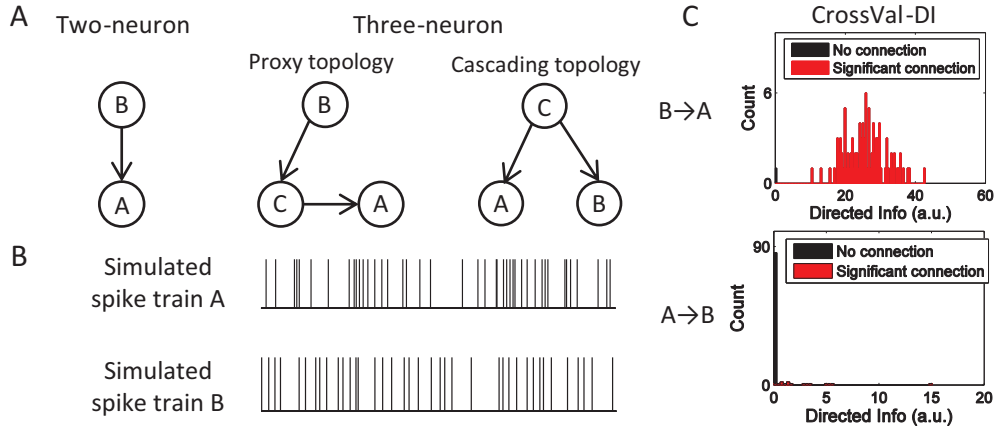 A
Two-neuron
Three-neuron
Proxy topology
Cascading topology
B
A
B
C
A
C
A
B
B
Simulated
spike train A
Simulated
spike train B
C
CrossVal-DI
B→A
No connection
Significant connection
Count
6
0
0
20
40
60
Directed Info (a.u.)
A→B
No connection
Significant connection
Count
90
0
0
5
10
15
20
Directed Info (a.u.)